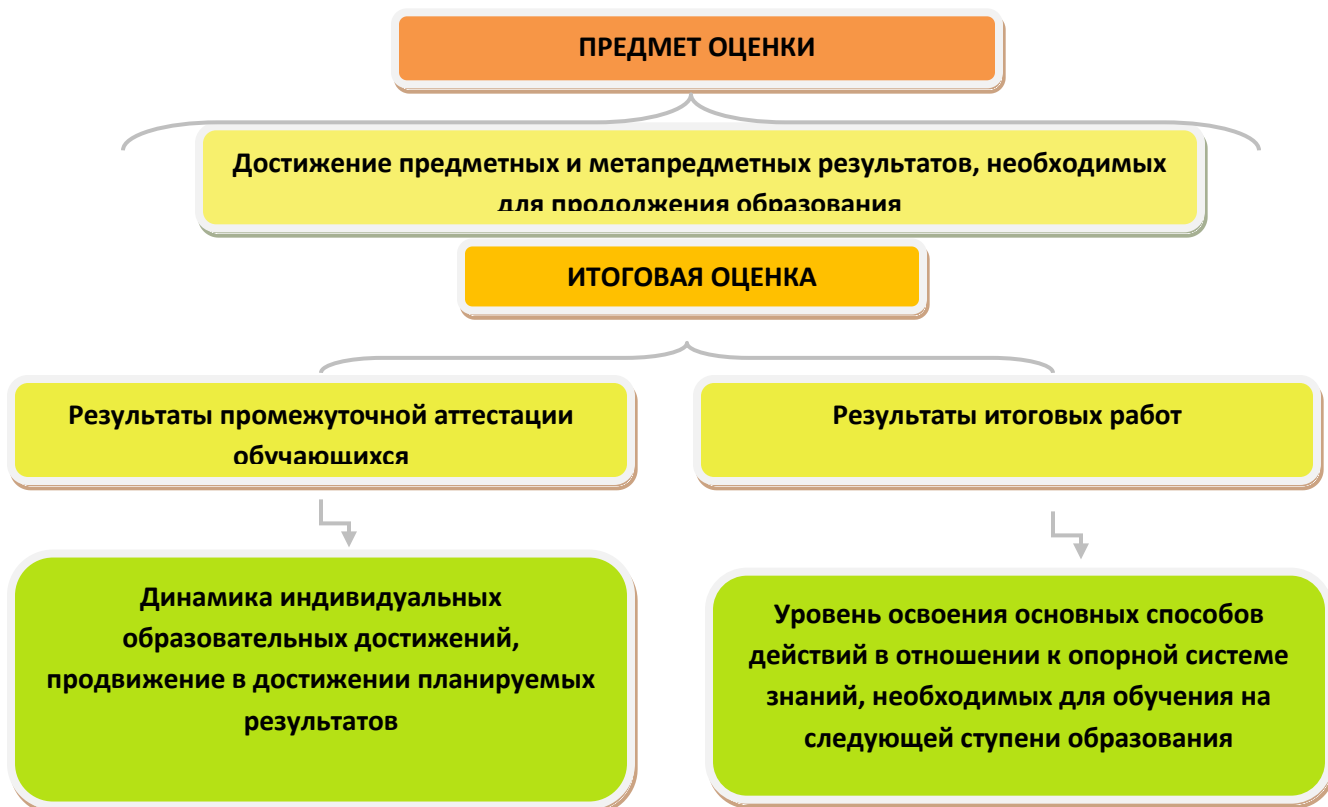 ПРЕДМЕТ ОЦЕНКИ
Достижение предметных и метапредметных результатов, необходимых
для продолжения образования
ИТОГОВАЯ ОЦЕНКА
Результаты промежуточной аттестации
обучающихся
Результаты итоговых работ
Динамика индивидуальных
образовательных достижений,
продвижение в достижении планируемых
результатов
Уровень освоения основных способов
действий в отношении к опорной системе
знаний, необходимых для обучения на
следующей ступени образования